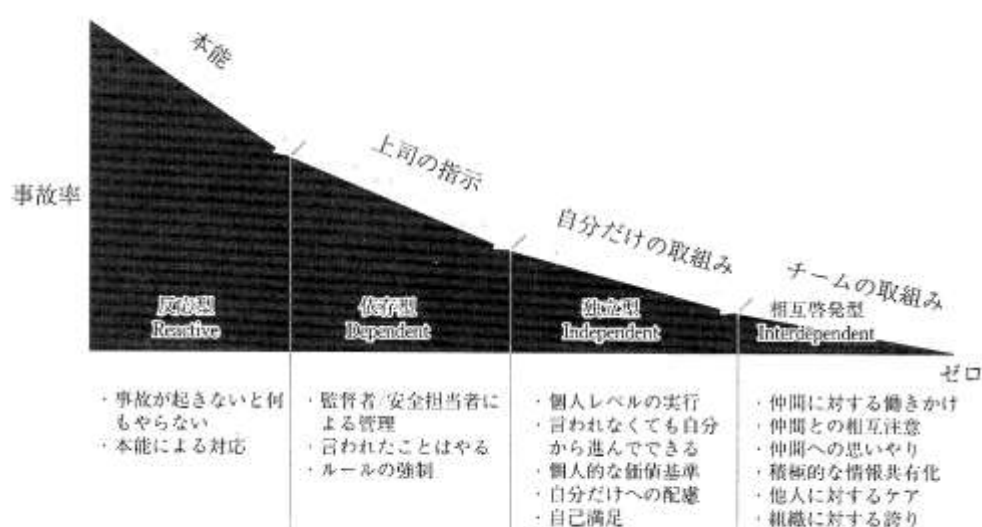 本能
上司の指示
自分だけの取組み
チームの取組み
事故率
反応型
Reactive
依存型
Dependent
独立型
Independent
相互啓発型
Interdependent
ゼロ
・事故が起きないと何
もやらない
・本能による対応
・監督者/安全担当者に
よる管理
・言われたことはやる
・ルールの強制
・個人レベルの実行
・言われなくても自分
から進んでできる
・個人的な価値基準
・自分だけへの配慮
・自己満足
・仲間に対する働きかけ
・仲間との相互注意
・仲間への思いやり
・積極的な情報共有化
・他人に対するケア
・組織に対する誇り